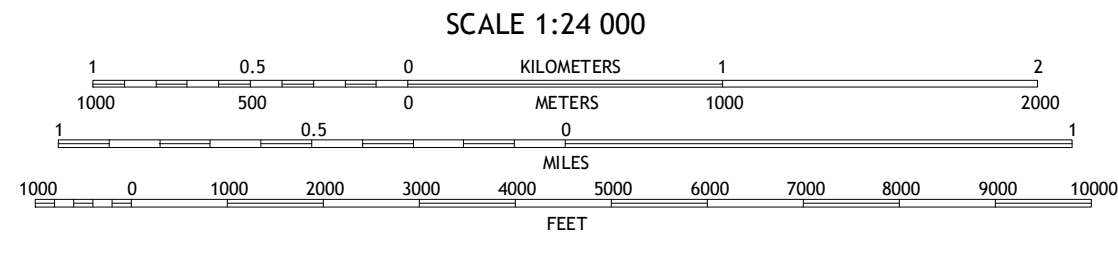 SCALE 1:24 000
1 0.5 0 KILOMETERS 1 2
1000 500 0 METERS 1000 2000
1 0.5 0 1
MILES
1000 0 1000 2000 3000 4000 5000 6000 7000 8000 9000 10000
FEET